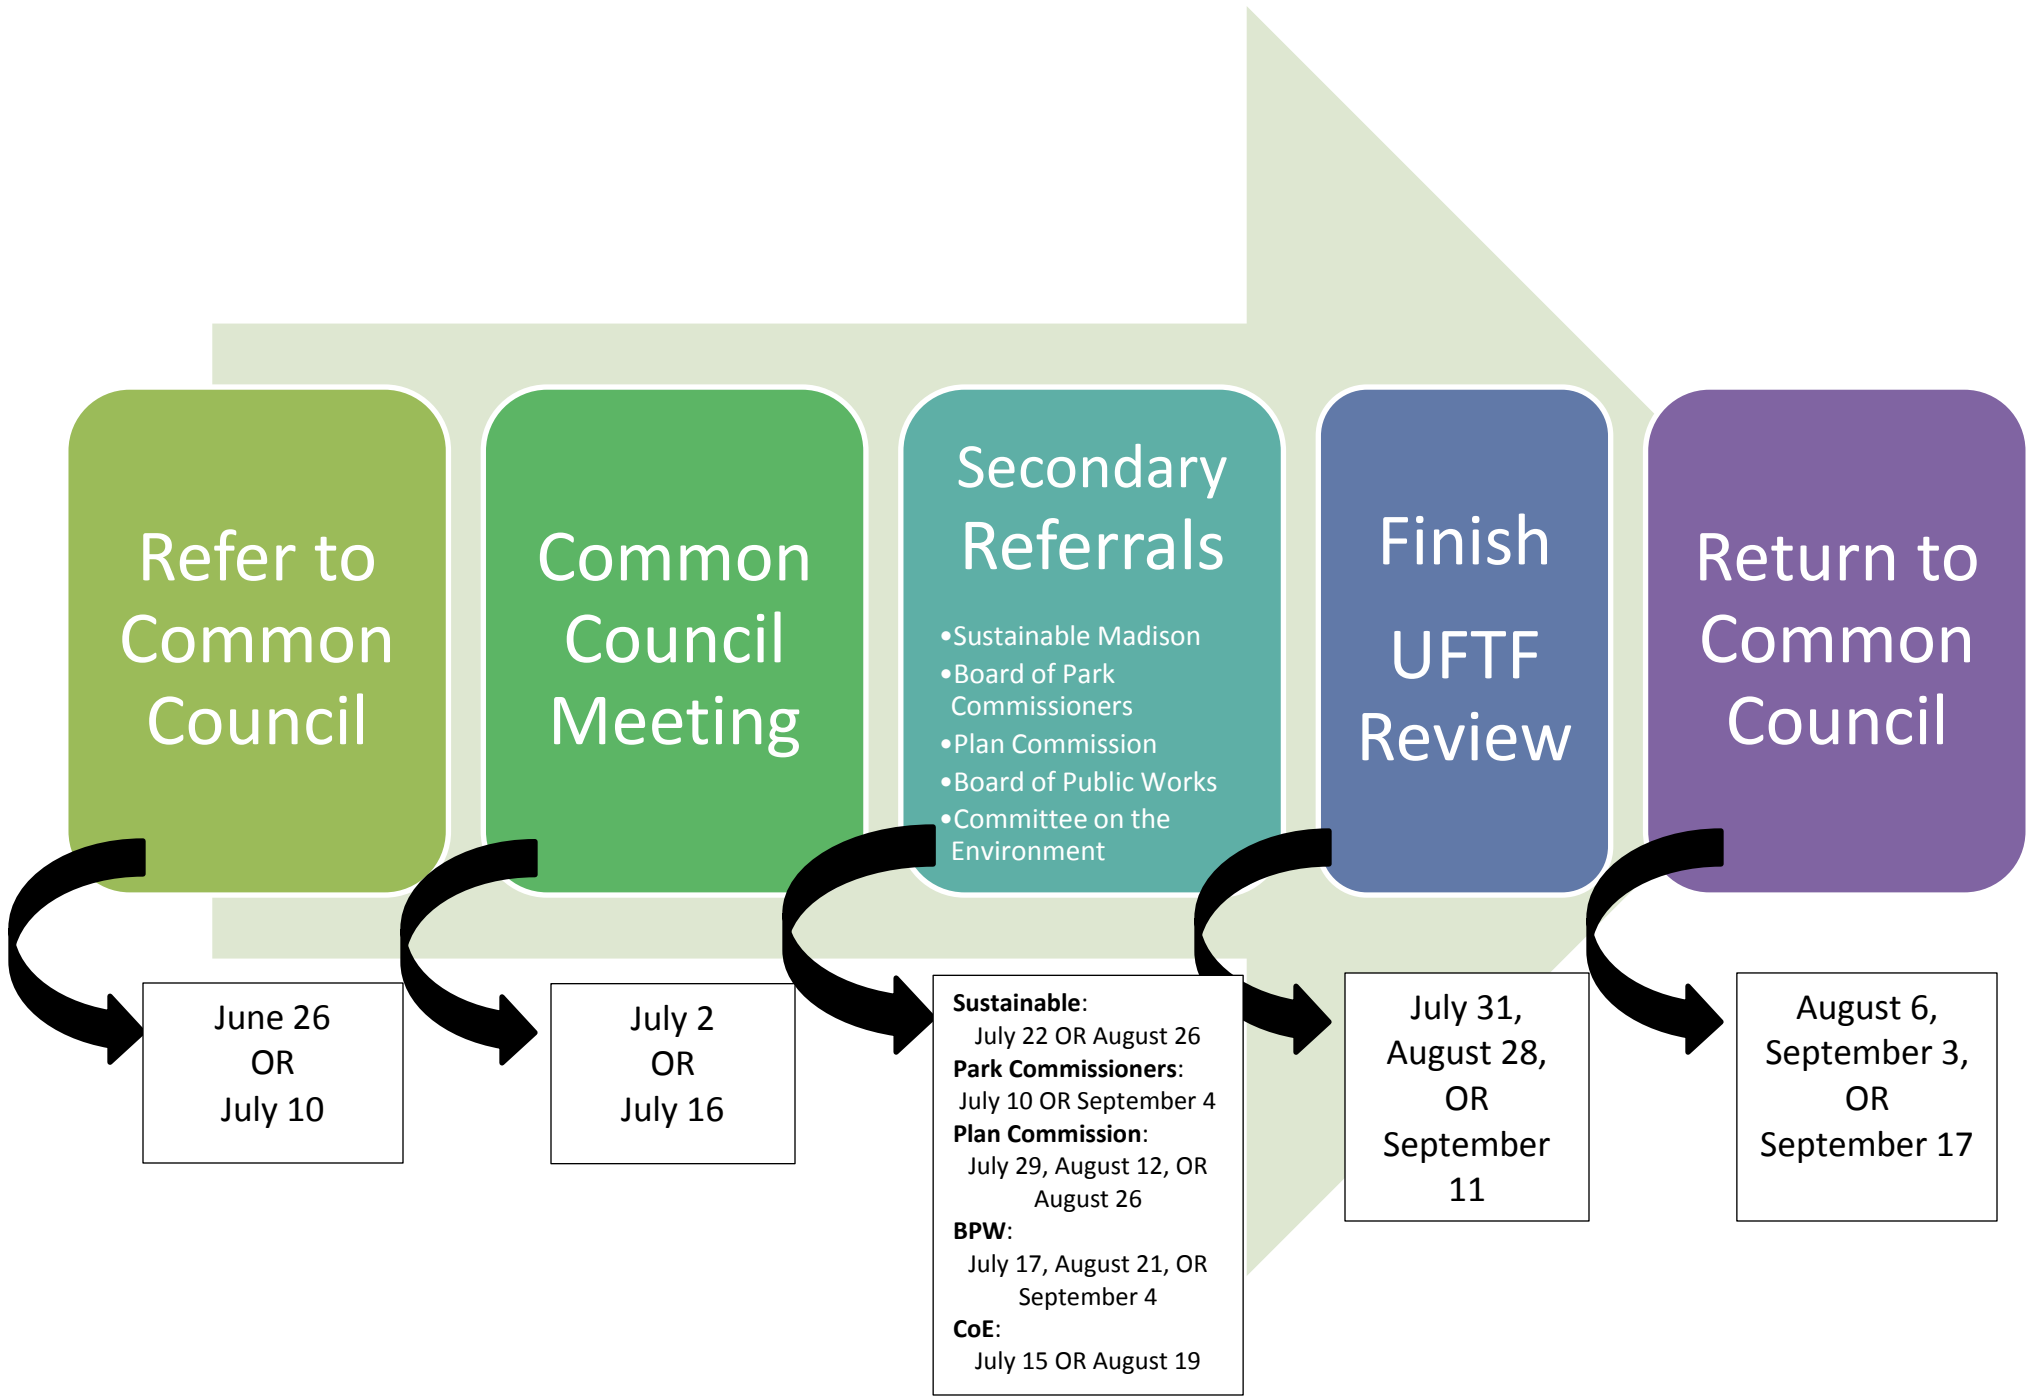 Refer to
Common
Council
Common
Council
Meeting
Secondary
Referrals
•Sustainable Madison
•Board of Park
Commissioners
•Plan Commission
•Board of Public Works
•Committee on the
Environment
Finish
UFTF
Review
Return to
Common
Council
June 26
OR
July 10
July 2
OR
July 16
Sustainable:
July 22 OR August 26
Park Commissioners:
July 10 OR September 4
Plan Commission:
July 29, August 12, OR
August 26
BPW:
July 17, August 21, OR
September 4
CoE:
July 15 OR August 19
July 31,
August 28,
OR
September
11
August 6,
September 3,
OR
September 17